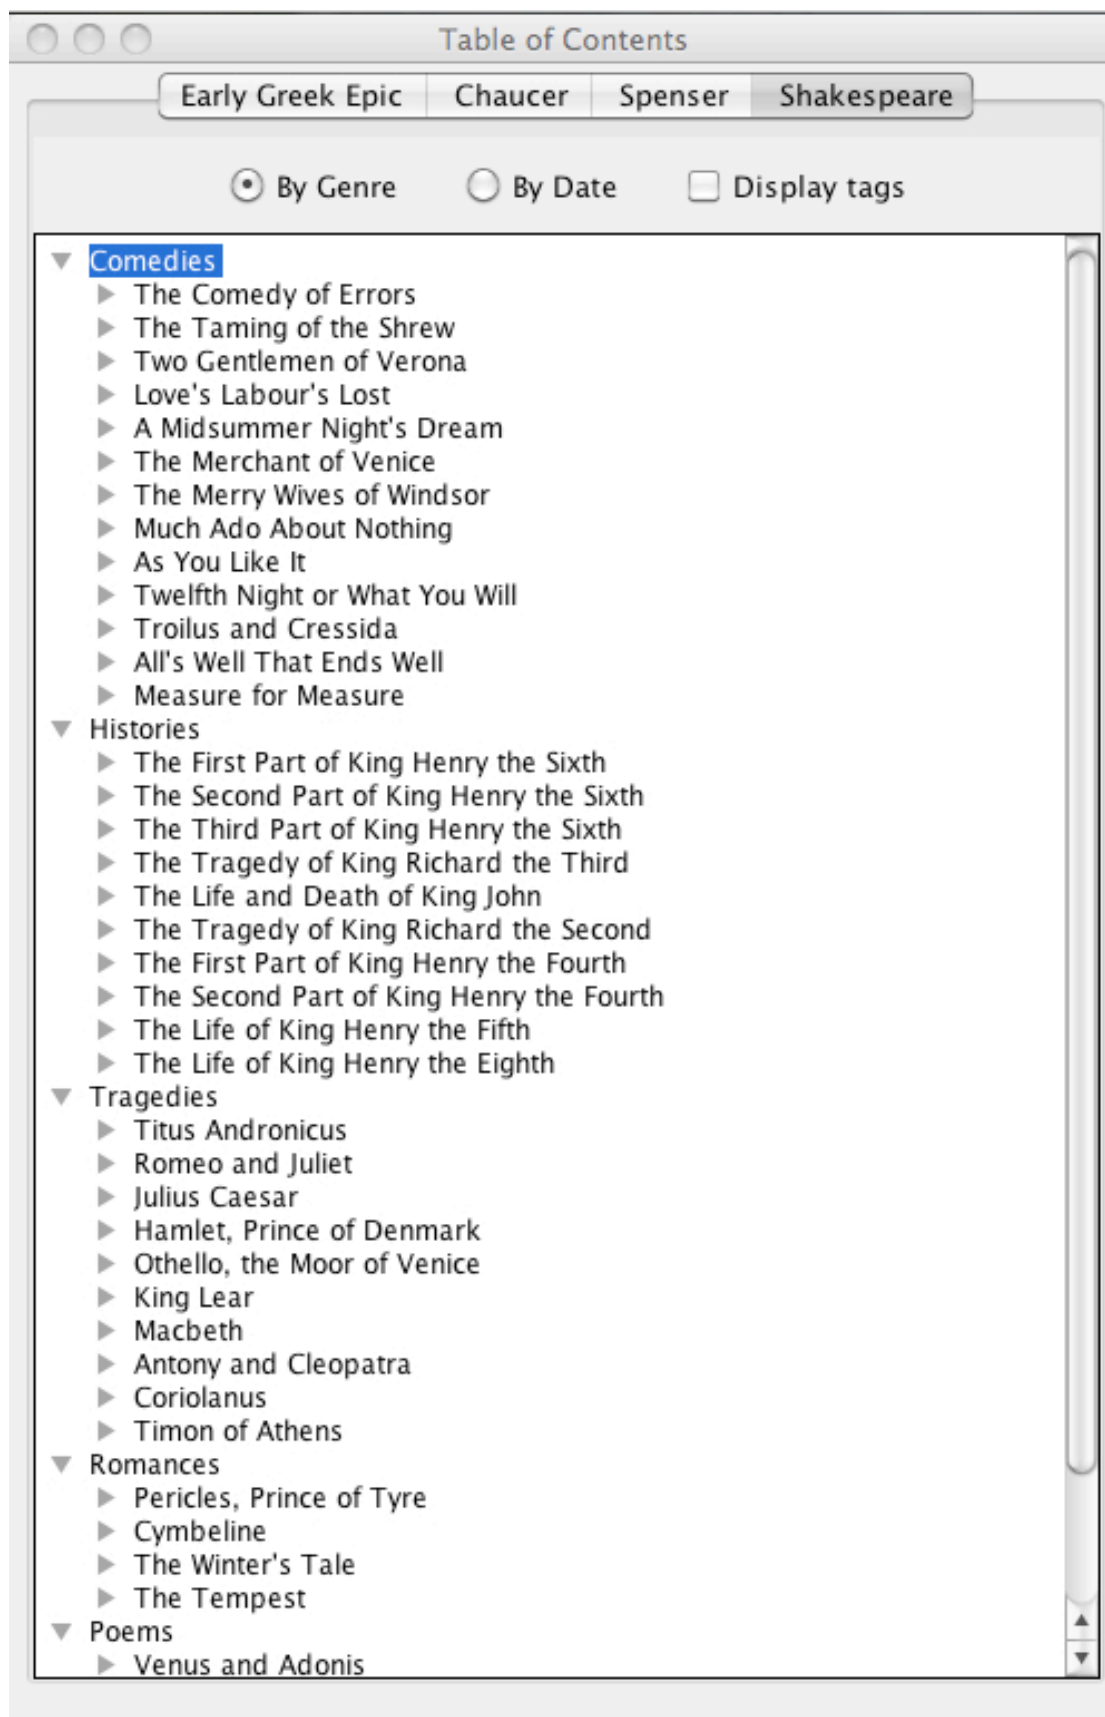 Table of Contents
Early Greek Epic Chaucer Spenser Shakespeare
By Genre By Date Display tags
Comedies
The Comedy of Errors
The Taming of the Shrew
Two Gentlemen of Verona
Love's Labour's Lost
A Midsummer Night's Dream
The Merchant of Venice
The Merry Wives of Windsor
Much Ado About Nothing
As You Like It
Twelfth Night or What You Will
Troilus and Cressida
All's Well That Ends Well
Measure for Measure
Histories
The First Part of King Henry the Sixth
The Second Part of King Henry the Sixth
The Third Part of King Henry the Sixth
The Tragedy of King Richard the Third
The Life and Death of King John
The Tragedy of King Richard the Second
The First Part of King Henry the Fourth
The Second Part of King Henry the Fourth
The Life of King Henry the Fifth
The Life of King Henry the Eighth
Tragedies
Titus Andronicus
Romeo and Juliet
Julius Caesar
Hamlet, Prince of Denmark
Othello, the Moor of Venice
King Lear
Macbeth
Antony and Cleopatra
Coriolanus
Timon of Athens
Romances
Pericles, Prince of Tyre
Cymbeline
The Winter's Tale
The Tempest
Poems
Venus and Adonis